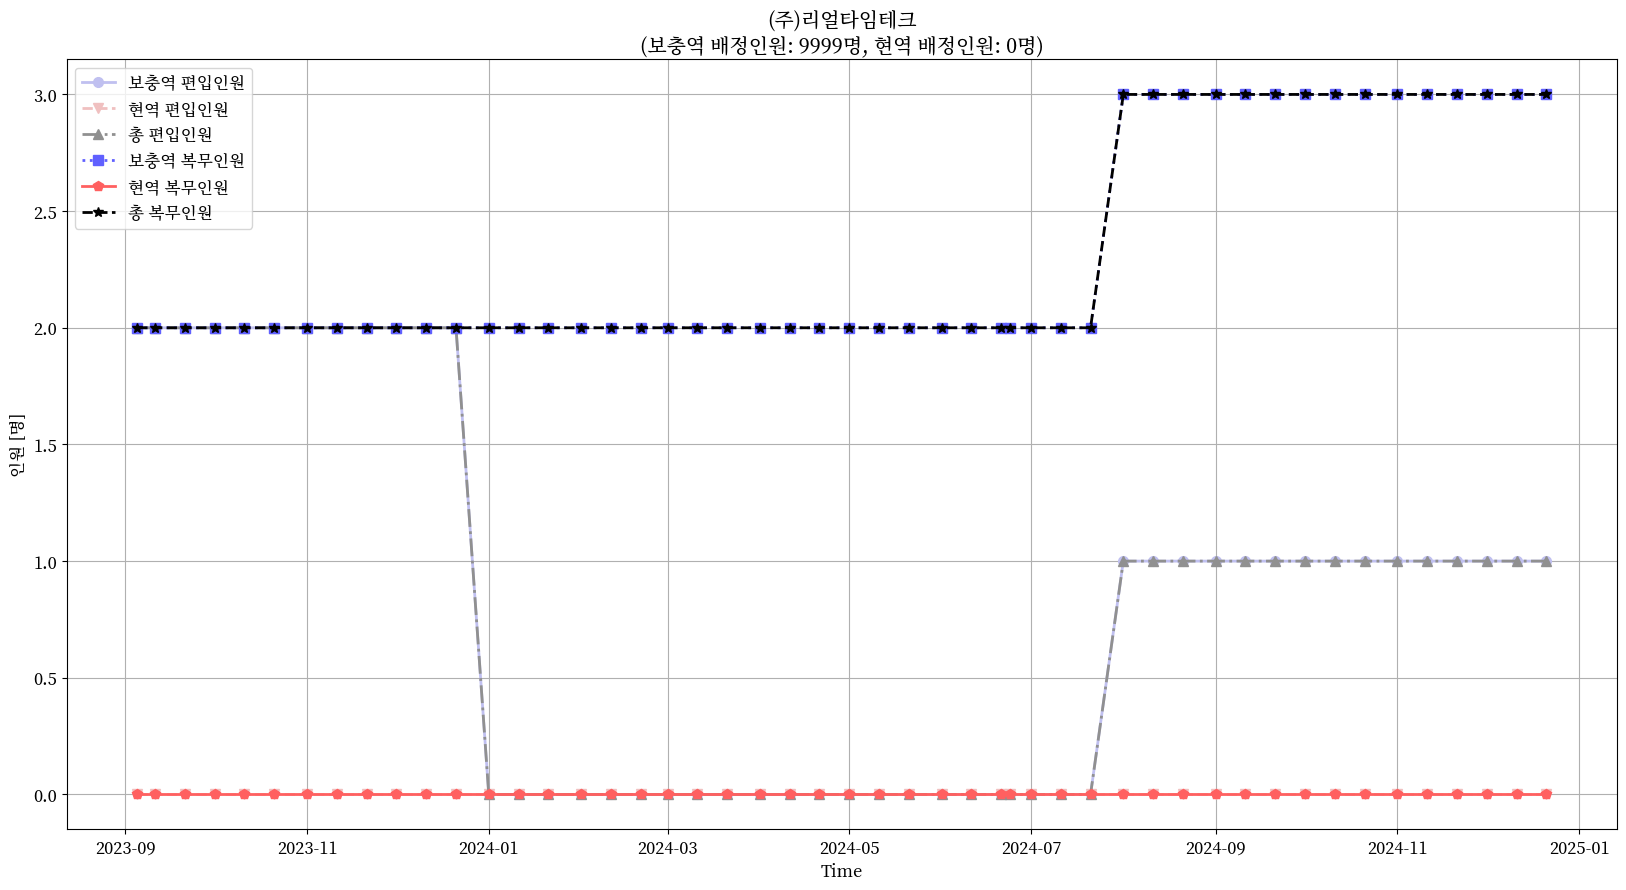 (주)리얼타임테크
(보충역 배정인원: 9999명, 현역 배정인원: 0명)
보충역 편입인원
현역 편입인원
총 편입인원
보충역 복무인원
현역 복무인원
총 복무인원
3.0
2.5
2.0
1.5
1.0
0.5
0.0
인원 [명]
2023-09 2023-11 2024-01 2024-03 2024-05 2024-07 2024-09 2024-11 2025-01
Time